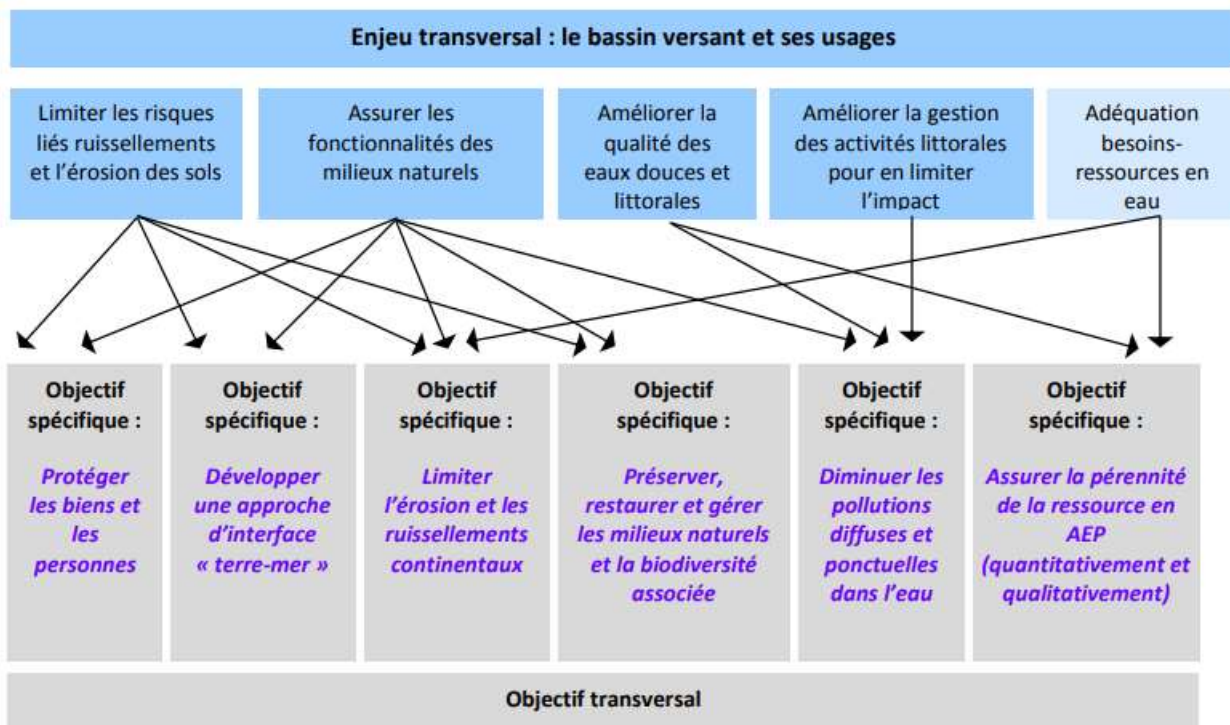 Enjeu transversal : le bassin versant et ses usages
Limiter les risques
liés ruissellements
et l'érosion des sols
Assurer les
fonctionnalités des
milieux naturels
Améliorer la
qualité des
eaux douces et
littorales
Améliorer la gestion
des activités littorales
pour en limiter
l'impact
Adéquation
besoins-
ressources en
eau
Objectif
spécifique :
Protéger
les biens et
les
personnes
Objectif
spécifique :
Développer
une approche
d'interface
« terre-mer »
Objectif
spécifique :
Limiter
l'érosion et les
ruissellements
continentaux
Objectif
spécifique :
Préserver,
restaurer et gérer
les milieux naturels
et la biodiversité
associée
Objectif
spécifique :
Diminuer les
pollutions
diffuses et
ponctuelles
dans l'eau
Objectif
spécifique :
Assurer la pérennité
de la ressource en
AEP
(quantitativement et
qualitativement)
Objectif transversal